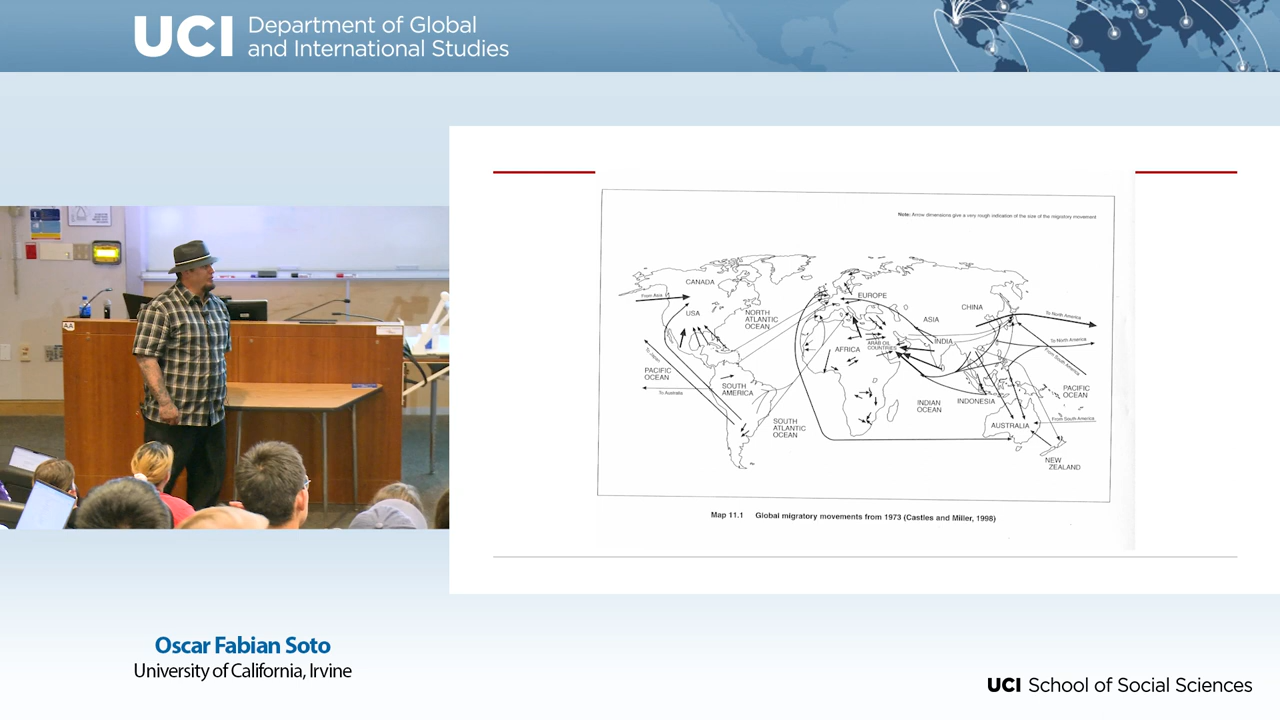 UCI
Department of Global
and International Studies
Note: Arrow dimensions give a very rough indication of the size of the migratory movement
CANADA
From Asia
USA
NORTH
ATLANTIC
OCEAN
EUROPE
ASIA
CHINA
To North America
To North America
From South America
AFRICA
ARAB OIL
COUNTRIES
INDIA
To Japan
PACIFIC
OCEAN
To Australia
SOUTH
AMERICA
SOUTH
ATLANTIC
OCEAN
INDIAN
OCEAN
INDONESIA
PACIFIC
OCEAN
From South America
AUSTRALIA
NEW
ZEALAND
Map 11.1 Global migratory movements from 1973 (Castles and Miller, 1998)
Oscar Fabian Soto
University of California, Irvine
UCI School of Social Sciences